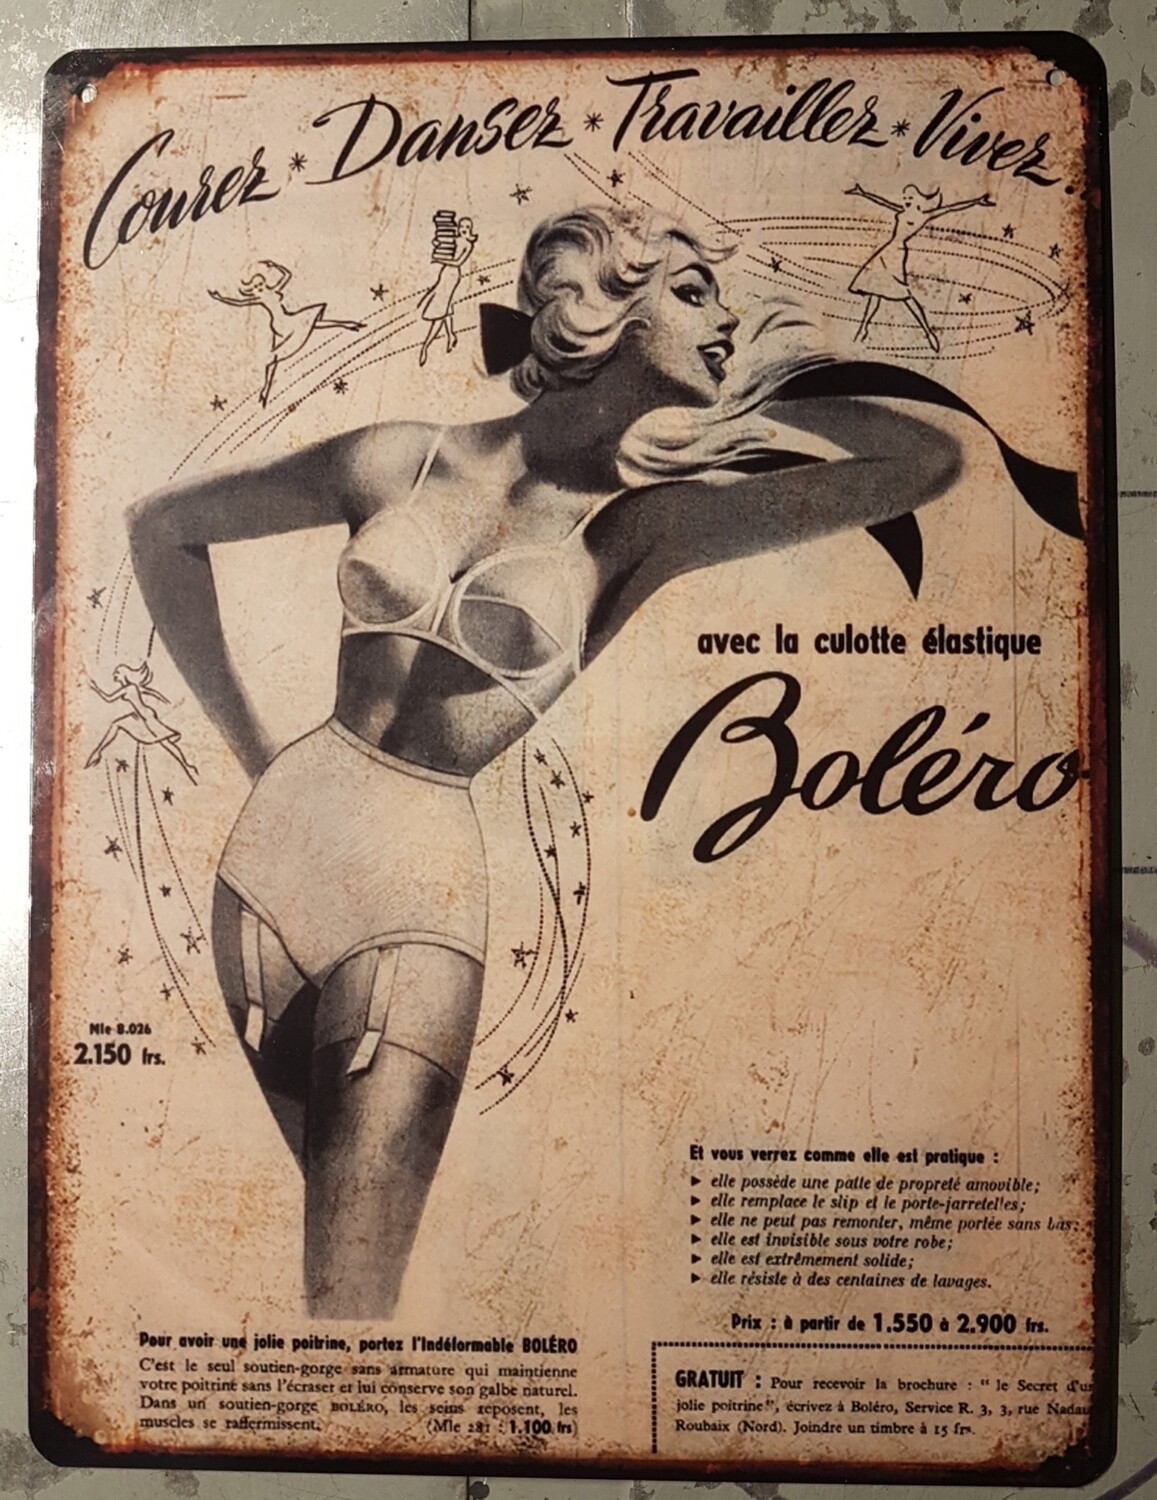 Courez * Dansez * Travaillez * Vivez.
avec la culotte élastique
Boléro
Mle 8.026
2.150 frs.
Et vous verrez comme elle est pratique :
► elle possède une patte de propreté amovible;
► elle remplace le slip et le porte-jarretelles;
► elle ne peut pas remonter, même portée sans bas;
► elle est invisible sous votre robe;
► elle est extrêmement solide;
► elle résiste à des centaines de lavages.
Prix : à partir de 1.550 à 2.900 frs.
Pour avoir une jolie poitrine, portez l'Indéformable BOLÉRO
C'est le seul soutien-gorge sans armature qui maintienne
votre poitrine sans l'écraser et lui conserve son galbe naturel.
Dans un soutien-gorge BOLÉRO, les seins reposent, les
muscles se raffermissent. (Mle 281 : 1.100 frs)
GRATUIT : Pour recevoir la brochure : " le Secret d'u
jolie poitrine", écrivez à Boléro, Service R. 3, 3, rue Nadau
Roubaix (Nord). Joindre un timbre à 15 frs.